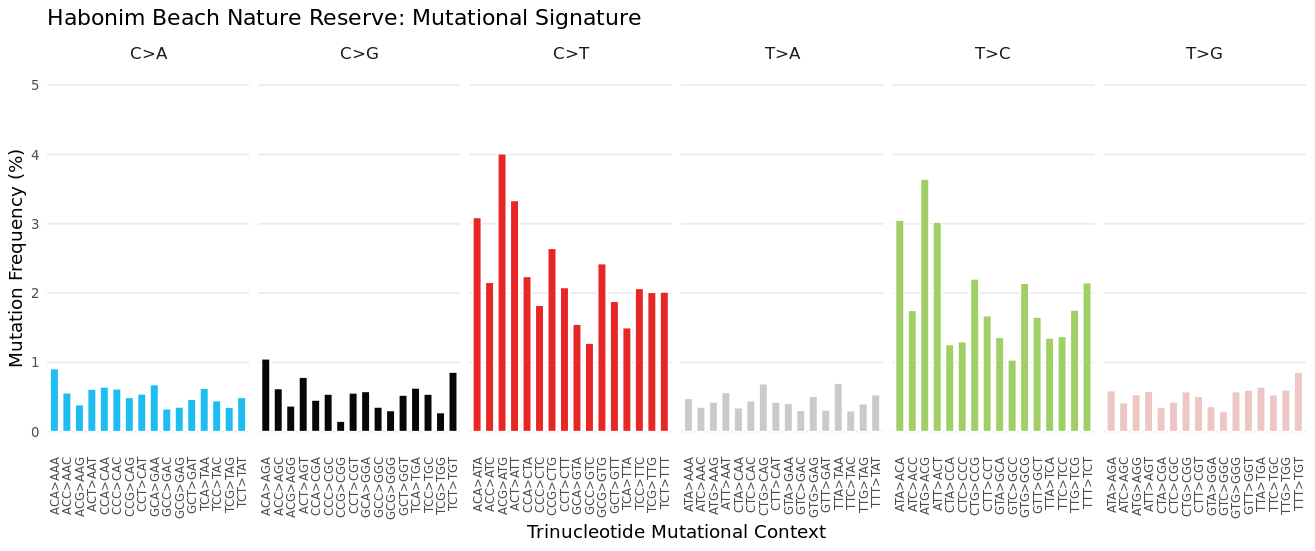 Habonim Beach Nature Reserve: Mutational Signature
C>A C>G C>T T>A T>C T>G
Mutation Frequency (%)
5
4
3
2
1
0
ACA>AAA ACC>AAC ACG>AAG ACT>AAT CCA>CAA CCC>CAC CCG>CAG CCT>CAT GCA>GAA GCC>GAC GCG>GAG GCT>GAT TCA>TAA TCC>TAC TCG>TAG TCT>TAT
ACA>AGA ACC>AGC ACG>AGG ACT>AGT CCA>CGA CCC>CGC CCG>CGG CCT>CGT GCA>GGA GCC>GGC GCG>GGG GCT>GGT TCA>TGA TCC>TGC TCG>TGG TCT>TGT
ACA>ATA ACC>ATC ACG>ATG ACT>ATT CCA>CTA CCC>CTC CCG>CTG CCT>CTT GCA>GTA GCC>GTC GCG>GTG GCT>GTT TCA>TTA TCC>TTC TCG>TTG TCT>TTT
ATA>AAA ATC>AAC ATG>AAG ATT>AAT CTA>CAA CTC>CAC CTG>CAG CTT>CAT GTA>GAA GTC>GAC GTG>GAG GTT>GAT TTA>TAA TTC>TAC TTG>TAG TTT>TAT
ATA>ACA ATC>ACC ATG>ACG ATT>ACT CTA>CCA CTC>CCC CTG>CCG CTT>CCT GTA>GCA GTC>GCC GTG>GCG GTT>GCT TTA>TCA TTC>TCC TTG>TCG TTT>TCT
ATA>AGA ATC>AGC ATG>AGG ATT>AGT CTA>CGA CTC>CGC CTG>CGG CTT>CGT GTA>GGA GTC>GGC GTG>GGG GTT>GGT TTA>TGA TTC>TGC TTG>TGG TTT>TGT
Trinucleotide Mutational Context